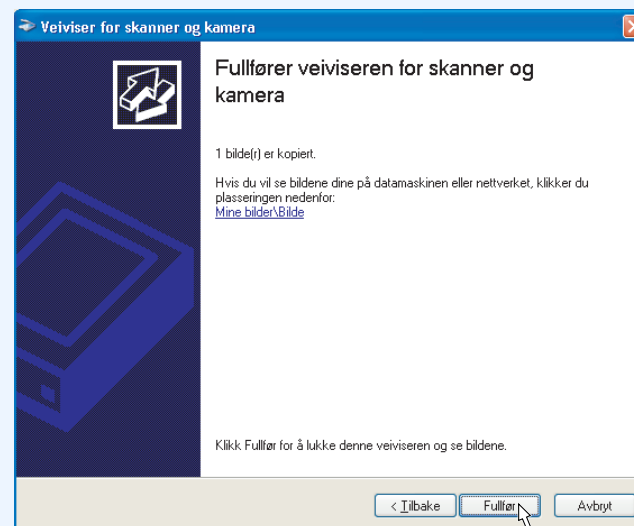 Veiviser for skanner og kamera
Fullfører veiviseren for skanner og
kamera
1 bilde(r) er kopiert.
Hvis du vil se bildene dine på datamaskinen eller nettverket, klikker du
plasseringen nedenfor:
Mine bilder\Bilde
Klikk Fullfør for å lukke denne veiviseren og se bildene.
< Tilbake
Fullfør
Avbryt